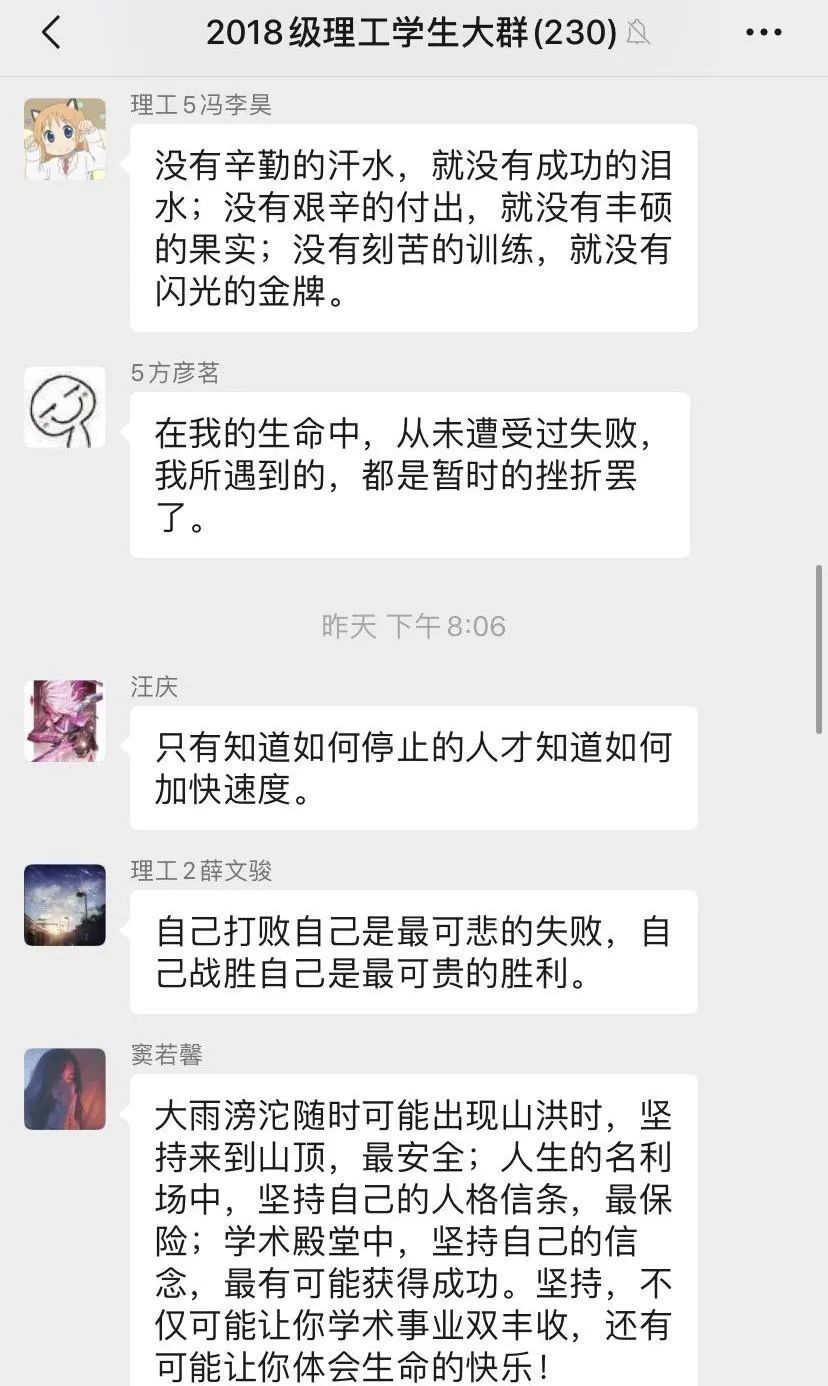 2018级理工学生大群(230)
理工5冯李昊
没有辛勤的汗水，就没有成功的泪
水；没有艰辛的付出，就没有丰硕
的果实；没有刻苦的训练，就没有
闪光的金牌。
5方彦茗
在我的生命中，从未遭受过失败，
我所遇到的，都是暂时的挫折罢
了。
昨天 下午8:06
汪庆
只有知道如何停止的人才知道如何
加快速度。
理工2薛文骏
自己打败自己是最可悲的失败，自
己战胜自己是最可贵的胜利。
窦若馨
大雨滂沱随时可能出现山洪时，坚
持来到山顶，最安全；人生的名利
场中，坚持自己的人格信条，最保
险；学术殿堂中，坚持自己的信
念，最有可能获得成功。坚持，不
仅可能让你学术事业双丰收，还有
可能让你体会生命的快乐！